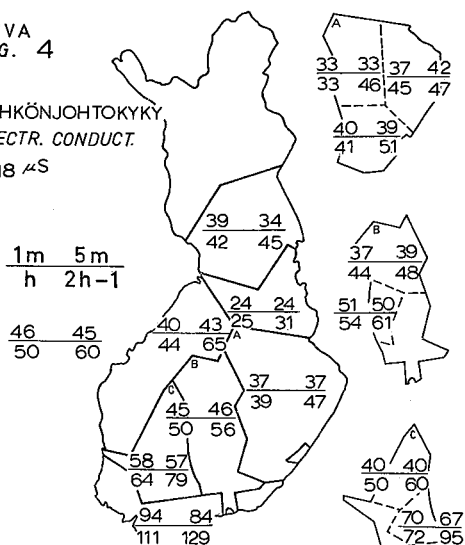 VA
G. 4
HKÖNJOHTOKYKY
ECTR. CONDUCT.
18 µS
1m 5m
h 2h-1
46 45
50 60
39 34
42 45
24 24
25 31
40 43
44 65
A
B
C
37 37
39 47
45 46
50 56
58 57
64 79
94 84
111 129
A
33 33 37 42
33 46 45 47
40 39
41 51
B
37 39
44 48
51 50
54 61
C
40 40
50 60
70 67
72 95